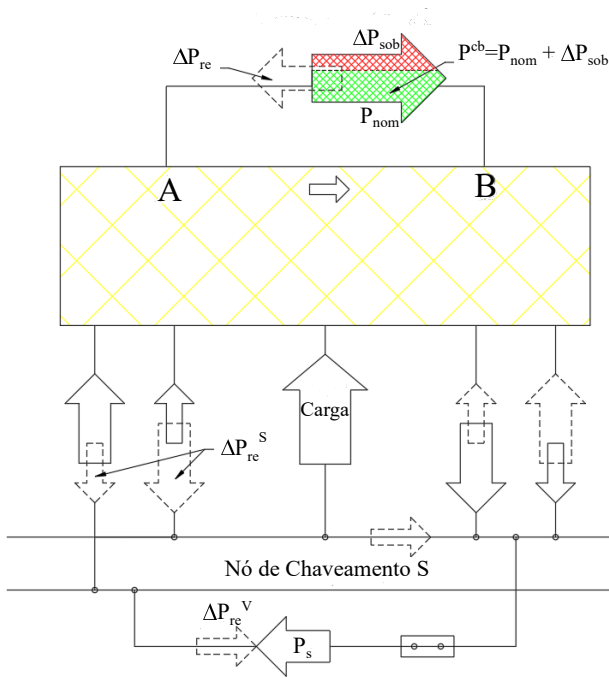 ΔP_sob
ΔP_re
P^cb=P_nom + ΔP_sob
P_nom
A
B
Carga
ΔP_re^S
Nó de Chaveamento S
ΔP_re^V
P_s